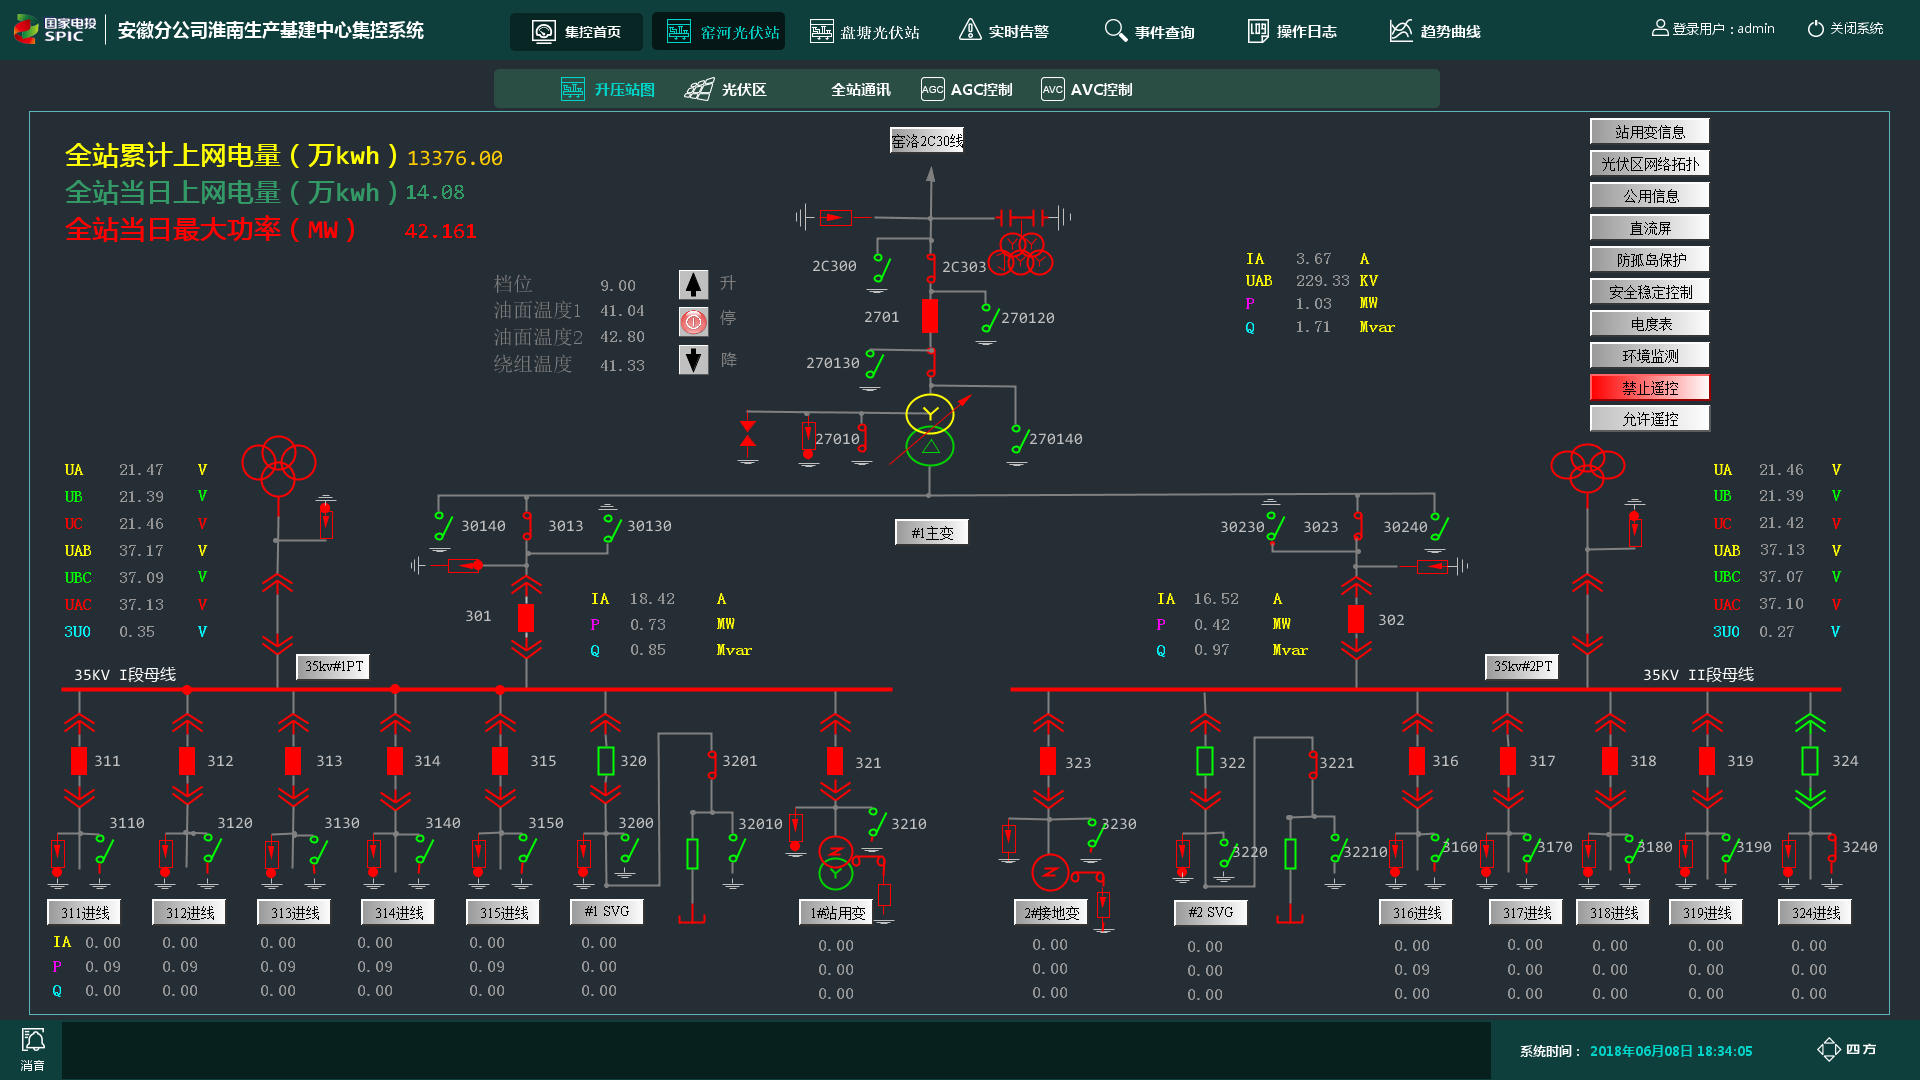 国家电投
SPIC
安徽分公司淮南生产基建中心集控系统
集控首页
窑河光伏站
盘塘光伏站
实时告警
事件查询
操作日志
趋势曲线
登录用户：admin
关闭系统
升压站图
光伏区
全站通讯
AGC AGC控制
AVC AVC控制
全站累计上网电量（万kwh）13376.00
全站当日上网电量（万kwh）14.08
全站当日最大功率（MW） 42.161
窑洛2C30线
档位 9.00 升
油面温度1 41.04 停
油面温度2 42.80
绕组温度 41.33 降
2C300
2C303
2701
270120
270130
27010
270140
IA 3.67 A
UAB 229.33 KV
P 1.03 MW
Q 1.71 Mvar
站用变信息
光伏区网络拓扑
公用信息
直流屏
防孤岛保护
安全稳定控制
电度表
环境监测
禁止遥控
允许遥控
UA 21.47 V
UB 21.39 V
UC 21.46 V
UAB 37.17 V
UBC 37.09 V
UAC 37.13 V
3U0 0.35 V
30140
3013
30130
#1主变
30230
3023
30240
301
IA 18.42 A
P 0.73 MW
Q 0.85 Mvar
IA 16.52 A
P 0.42 MW
Q 0.97 Mvar
302
UA 21.46 V
UB 21.39 V
UC 21.42 V
UAB 37.13 V
UBC 37.07 V
UAC 37.10 V
3U0 0.27 V
35KV I段母线
35kv#1PT
35kv#2PT
35KV II段母线
311 312 313 314 315 320 3201 321 323 322 3221 316 317 318 319 324
3110 3120 3130 3140 3150 3200 32010 3210 3230 3220 32210 3160 3170 3180 3190 3240
311进线 312进线 313进线 314进线 315进线 #1 SVG 1#站用变 2#接地变 #2 SVG 316进线 317进线 318进线 319进线 324进线
IA 0.00 0.00 0.00 0.00 0.00 0.00 0.00 0.00 0.00 0.00 0.00 0.00 0.00 0.00
P 0.09 0.09 0.09 0.09 0.09 0.00 0.00 0.00 0.00 0.09 0.00 0.00 0.00 0.00
Q 0.00 0.00 0.00 0.00 0.00 0.00 0.00 0.00 0.00 0.00 0.00 0.00 0.00 0.00
消音
系统时间： 2018年06月08日 18:34:05
四方